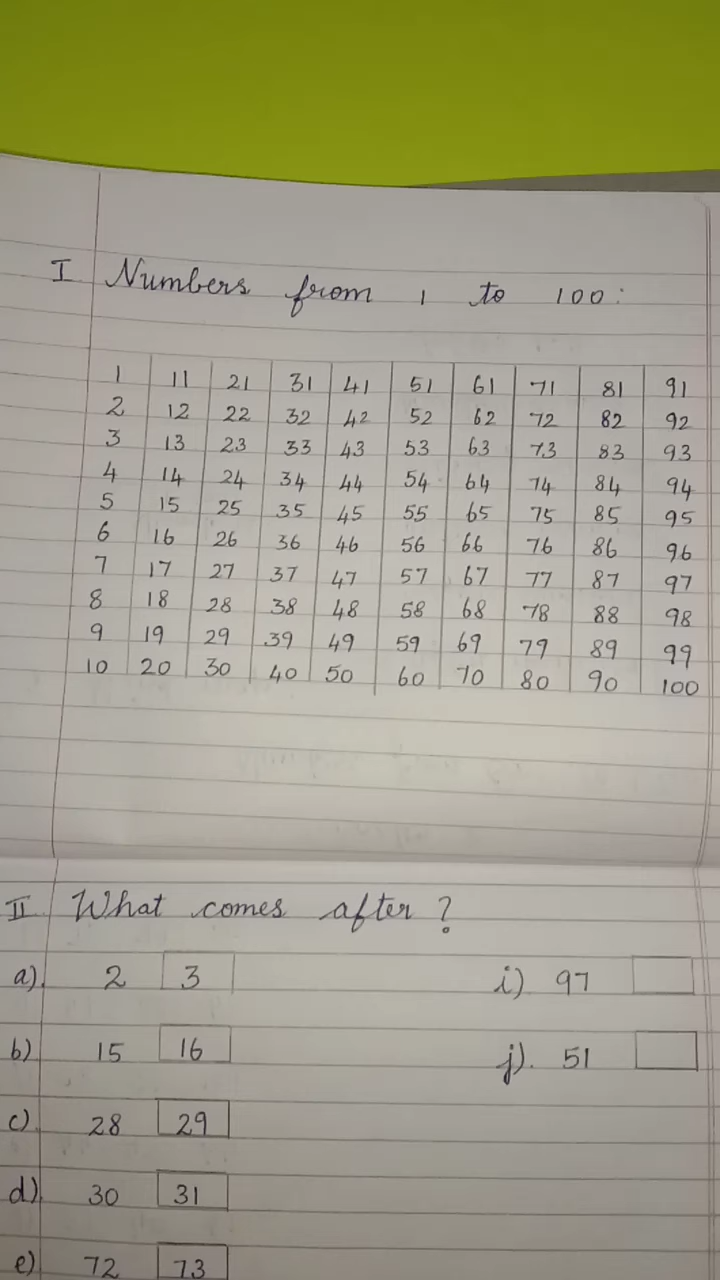 I Numbers from 1 to 100:
1 11 21 31 41 51 61 71 81 91
2 12 22 32 42 52 62 72 82 92
3 13 23 33 43 53 63 73 83 93
4 14 24 34 44 54 64 74 84 94
5 15 25 35 45 55 65 75 85 95
6 16 26 36 46 56 66 76 86 96
7 17 27 37 47 57 67 77 87 97
8 18 28 38 48 58 68 78 88 98
9 19 29 39 49 59 69 79 89 99
10 20 30 40 50 60 70 80 90 100
II What comes after?
a) 2 3 i) 97
b) 15 16 j). 51
c) 28 29
d) 30 31
e) 72 73